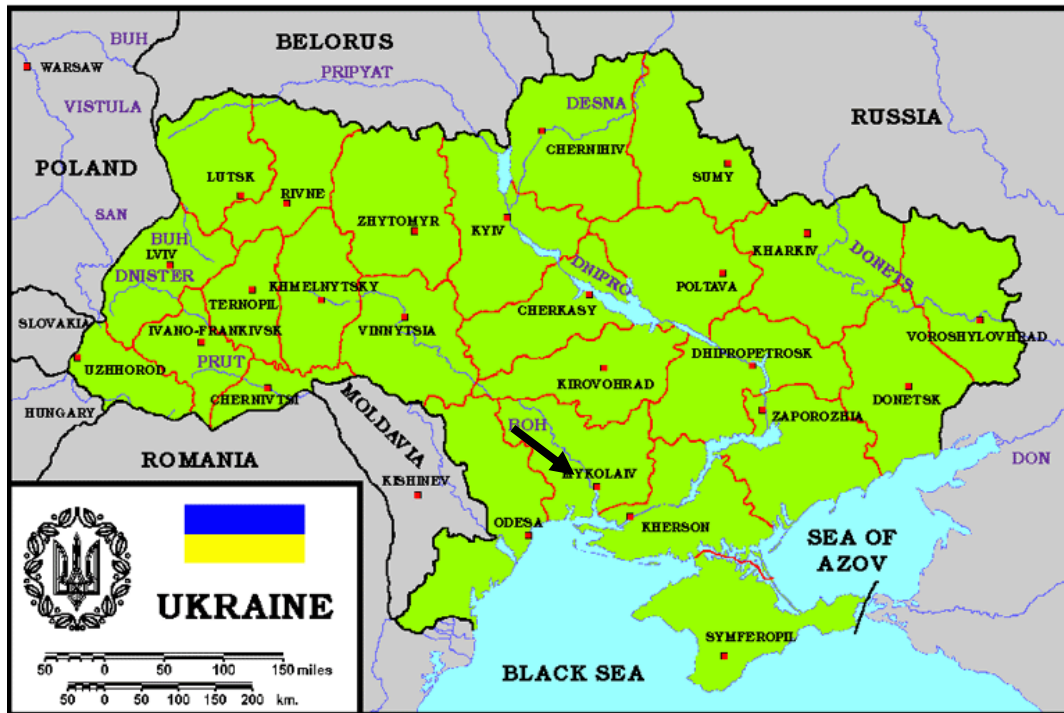 BUH
BELORUS
WARSAW
PRIPYAT
VISTULA
DESNA
RUSSIA
CHERNIHIV
POLAND
SUMY
LUTSK
RIVNE
SAN
ZHYTOMYR
KYIV
BUH
KHARKIV
LVIV
DNISTER
DNIPRO
DONETS
KHMELNYTSKY
POLTAVA
TERNOPIL
CHERKASY
SLOVAKIA
IVANO-FRANKIVSK
VINNYTSIA
VOROSHYLOVHRAD
PRUT
DHIPROPETROSK
UZHHOROD
KIROVOHRAD
CHERNIVTSI
DONETSK
HUNGARY
MOLDAVIA
ZAPOROZHIA
BOH
ROMANIA
DON
MYKOLAIV
KISHINEV
ODESA
KHERSON
SEA OF
AZOV
UKRAINE
SYMFEROPIL
50 0 50 100 150 miles
BLACK SEA
50 0 50 100 150 200 km.